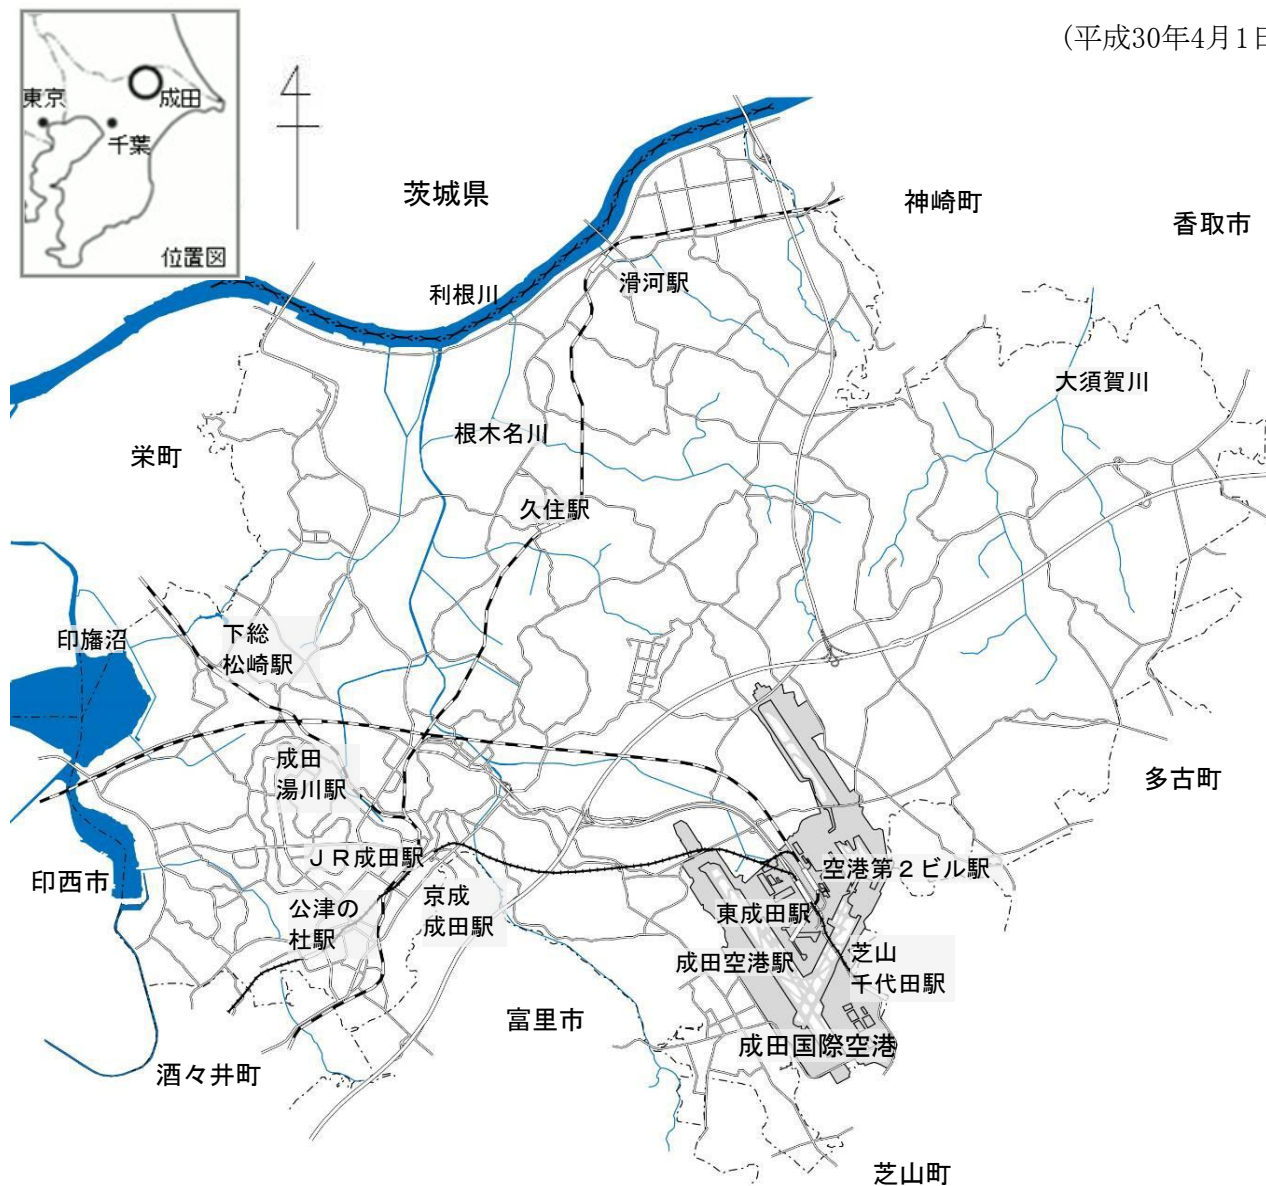 (平成30年4月1日
東京
成田
千葉
位置図
茨城県
神崎町
香取市
滑河駅
利根川
大須賀川
根木名川
栄町
久住駅
下総
松崎駅
印旛沼
成田
湯川駅
多古町
JR成田駅
空港第2ビル駅
印西市
公津の
杜駅
京成
成田駅
東成田駅
成田空港駅
芝山
千代田駅
富里市
成田国際空港
酒々井町
芝山町